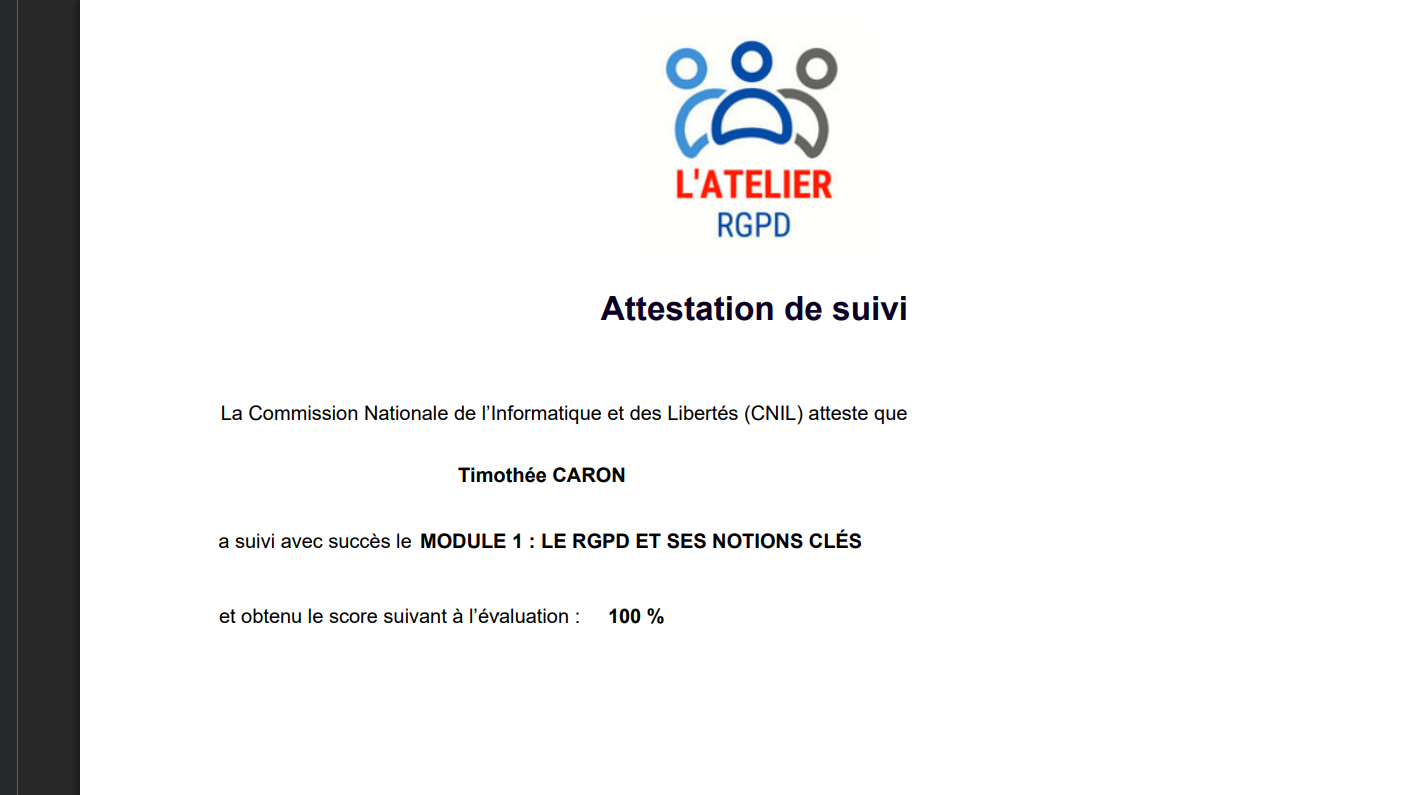 L'ATELIER
RGPD
Attestation de suivi
La Commission Nationale de l’Informatique et des Libertés (CNIL) atteste que
Timothée CARON
a suivi avec succès le MODULE 1 : LE RGPD ET SES NOTIONS CLÉS
et obtenu le score suivant à l’évaluation : 100 %